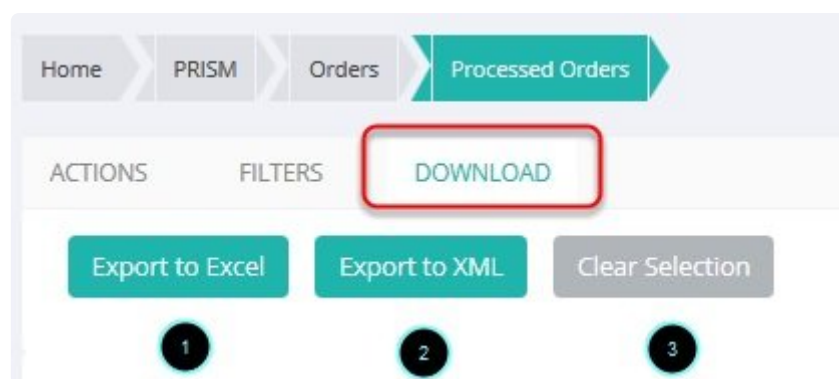 Home PRISM Orders Processed Orders
ACTIONS FILTERS DOWNLOAD
Export to Excel Export to XML Clear Selection
1 2 3